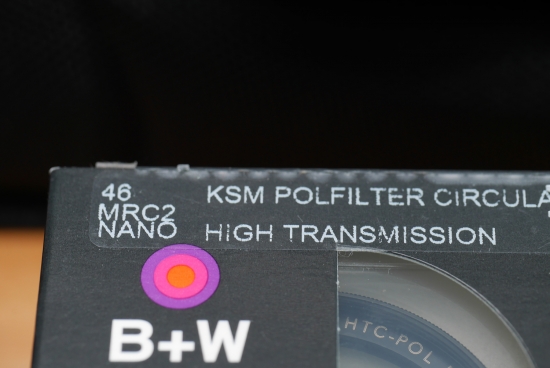 46 KSM POLFILTER CIRCULA
MRC2
NANO HIGH TRANSMISSION
B+W
HTC-POL